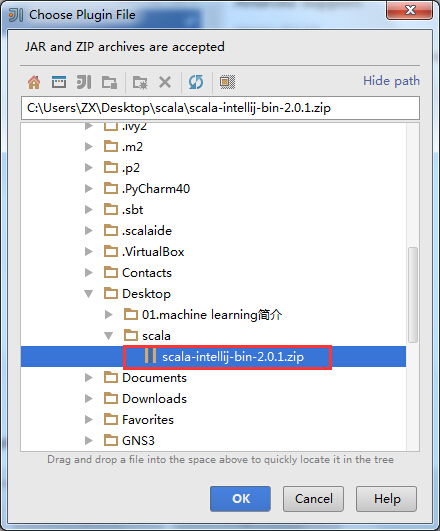 Choose Plugin File
JAR and ZIP archives are accepted
Hide path
C:\Users\ZX\Desktop\scala\scala-intellij-bin-2.0.1.zip
.ivy2
.m2
.p2
.PyCharm40
.sbt
.scalaide
.VirtualBox
Contacts
Desktop
01.machine learning简介
scala
scala-intellij-bin-2.0.1.zip
Documents
Downloads
Favorites
GNS3
Drag and drop a file into the space above to quickly locate it in the tree
OK Cancel Help